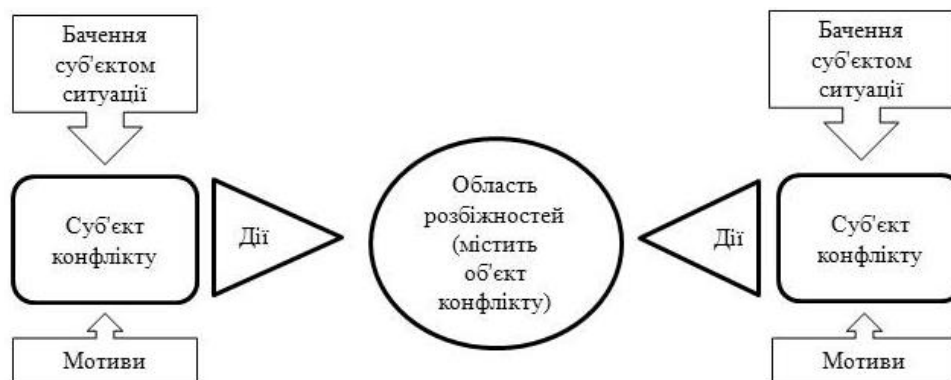 Бачення
суб'єктом
ситуації
Бачення
суб'єктом
ситуації
Суб'єкт
конфлікту
Дії
Область
розбіжностей
(містить
об'єкт
конфлікту)
Дії
Суб'єкт
конфлікту
Мотиви
Мотиви